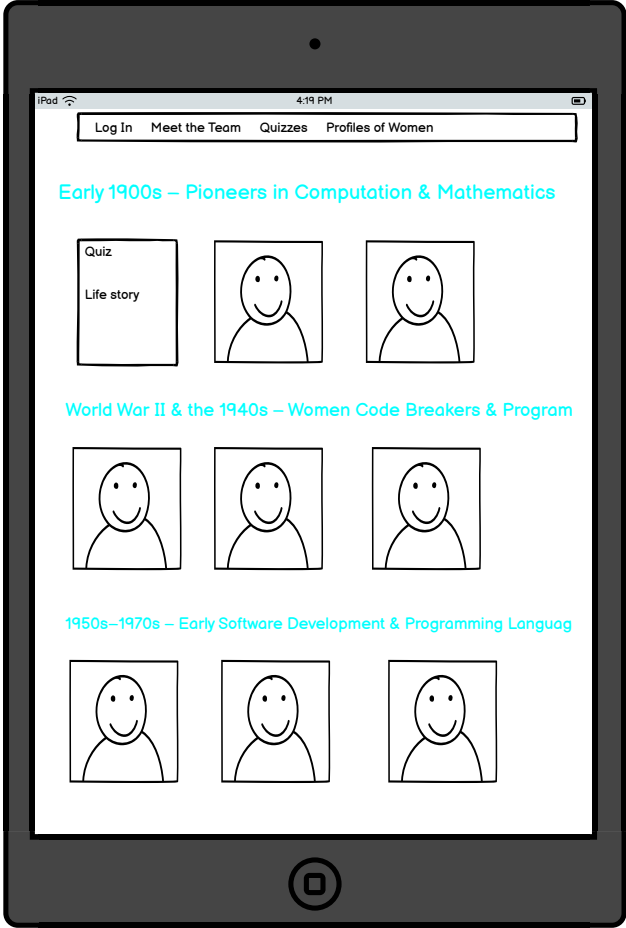 iPad 4:19 PM
Log In Meet the Team Quizzes Profiles of Women
Early 1900s – Pioneers in Computation & Mathematics
Quiz
Life story
World War II & the 1940s – Women Code Breakers & Program
1950s–1970s – Early Software Development & Programming Languag